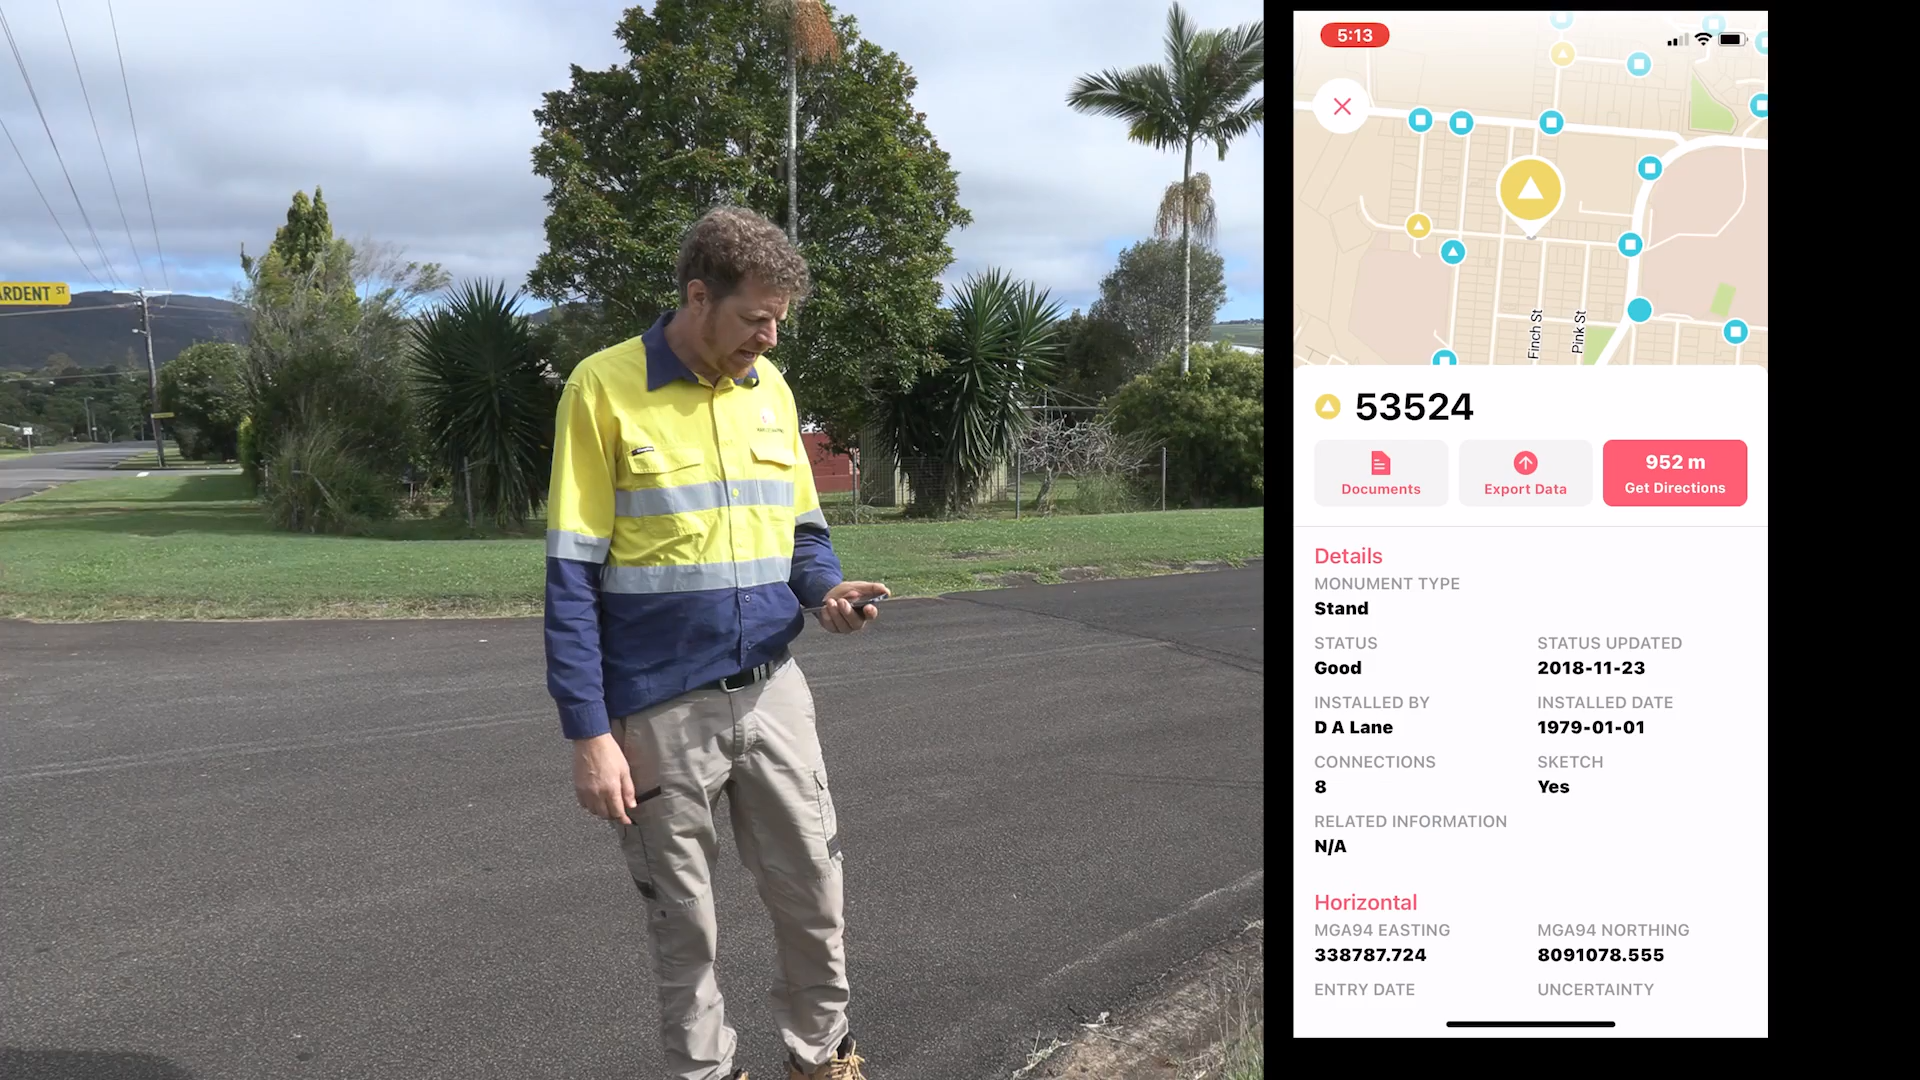 ARDENT ST
5:13
Finch St
Pink St
53524
Documents
Export Data
952 m
Get Directions
Details
MONUMENT TYPE
Stand
STATUS
Good
STATUS UPDATED
2018-11-23
INSTALLED BY
D A Lane
INSTALLED DATE
1979-01-01
CONNECTIONS
8
SKETCH
Yes
RELATED INFORMATION
N/A
Horizontal
MGA94 EASTING
338787.724
MGA94 NORTHING
8091078.555
ENTRY DATE
UNCERTAINTY